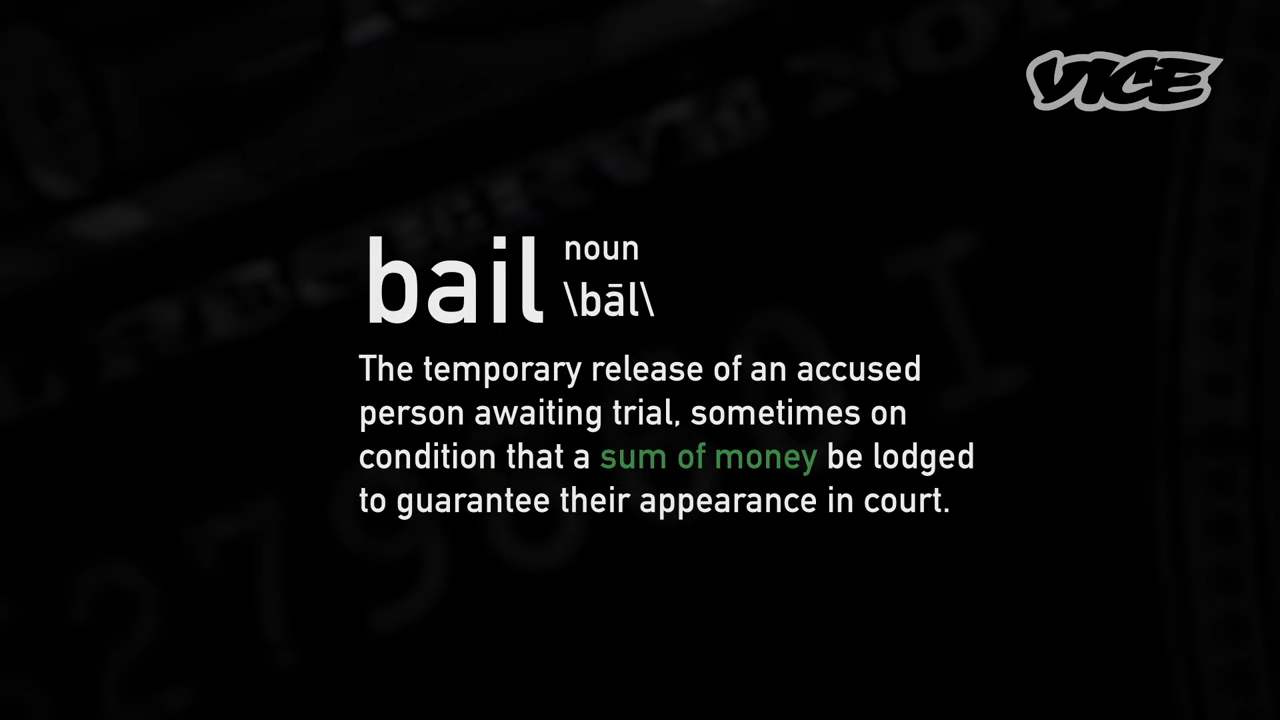 VICE
bail noun
\bāl\
The temporary release of an accused
person awaiting trial, sometimes on
condition that a sum of money be lodged
to guarantee their appearance in court.